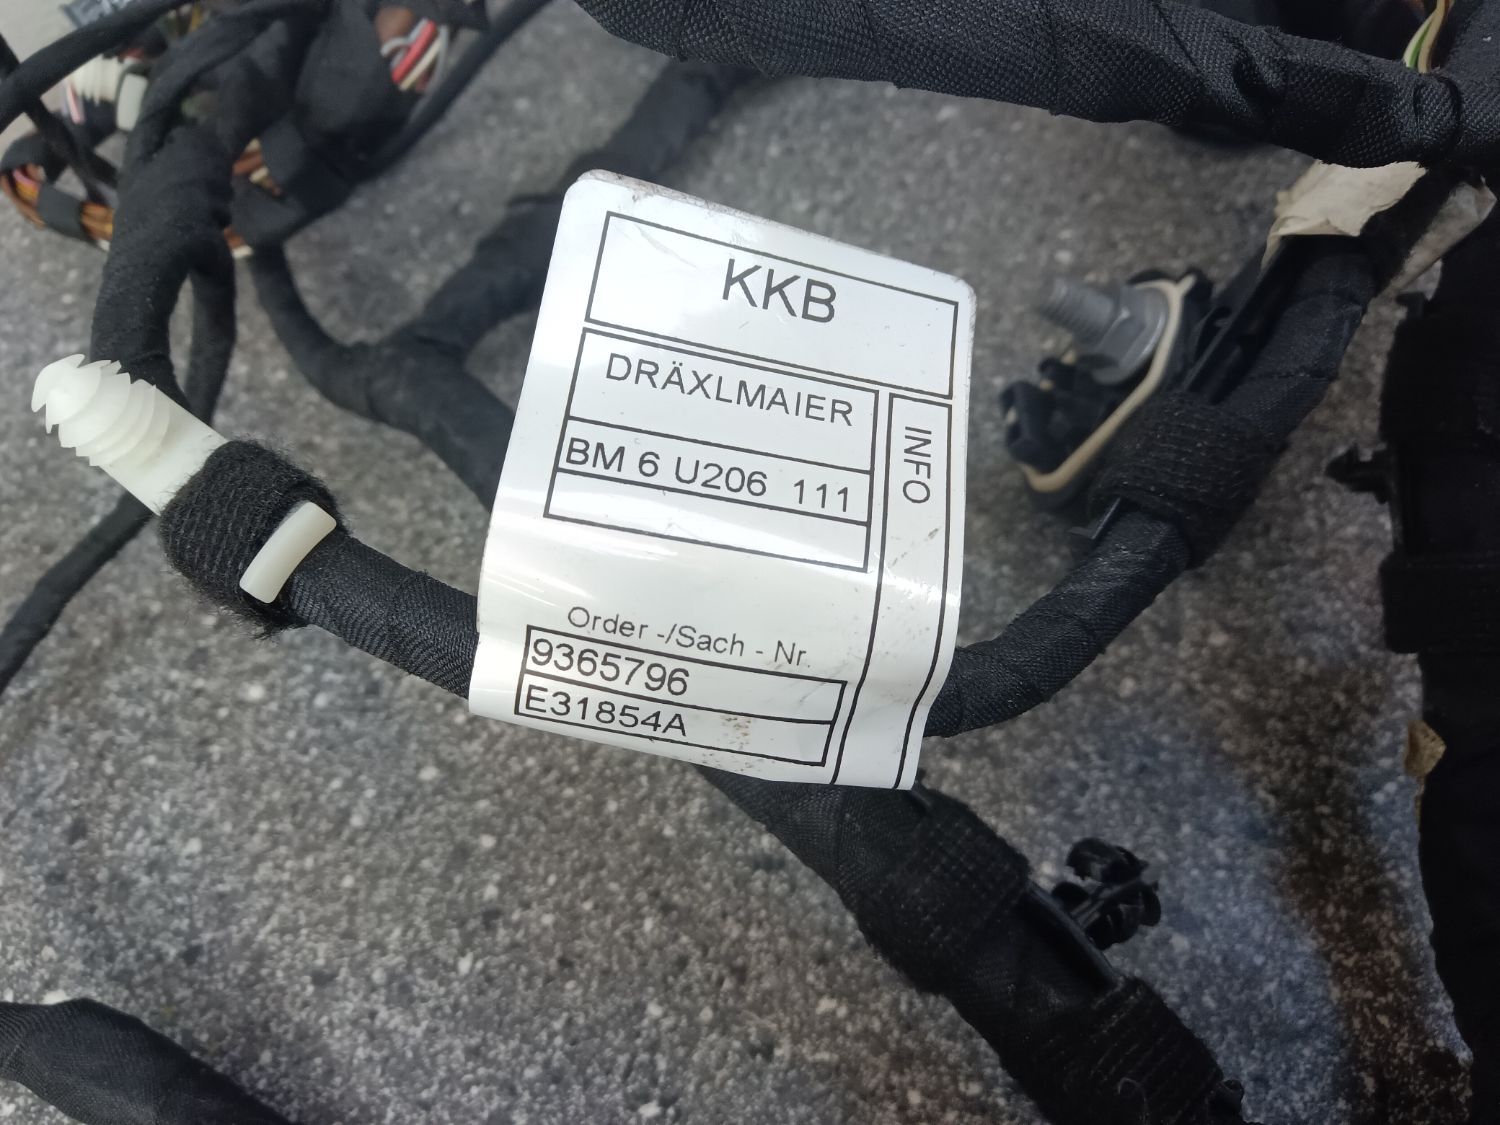 KKB
DRÄXLMAIER
INFO
BM 6 U206 111
Order -/Sach - Nr.
9365796
E31854A